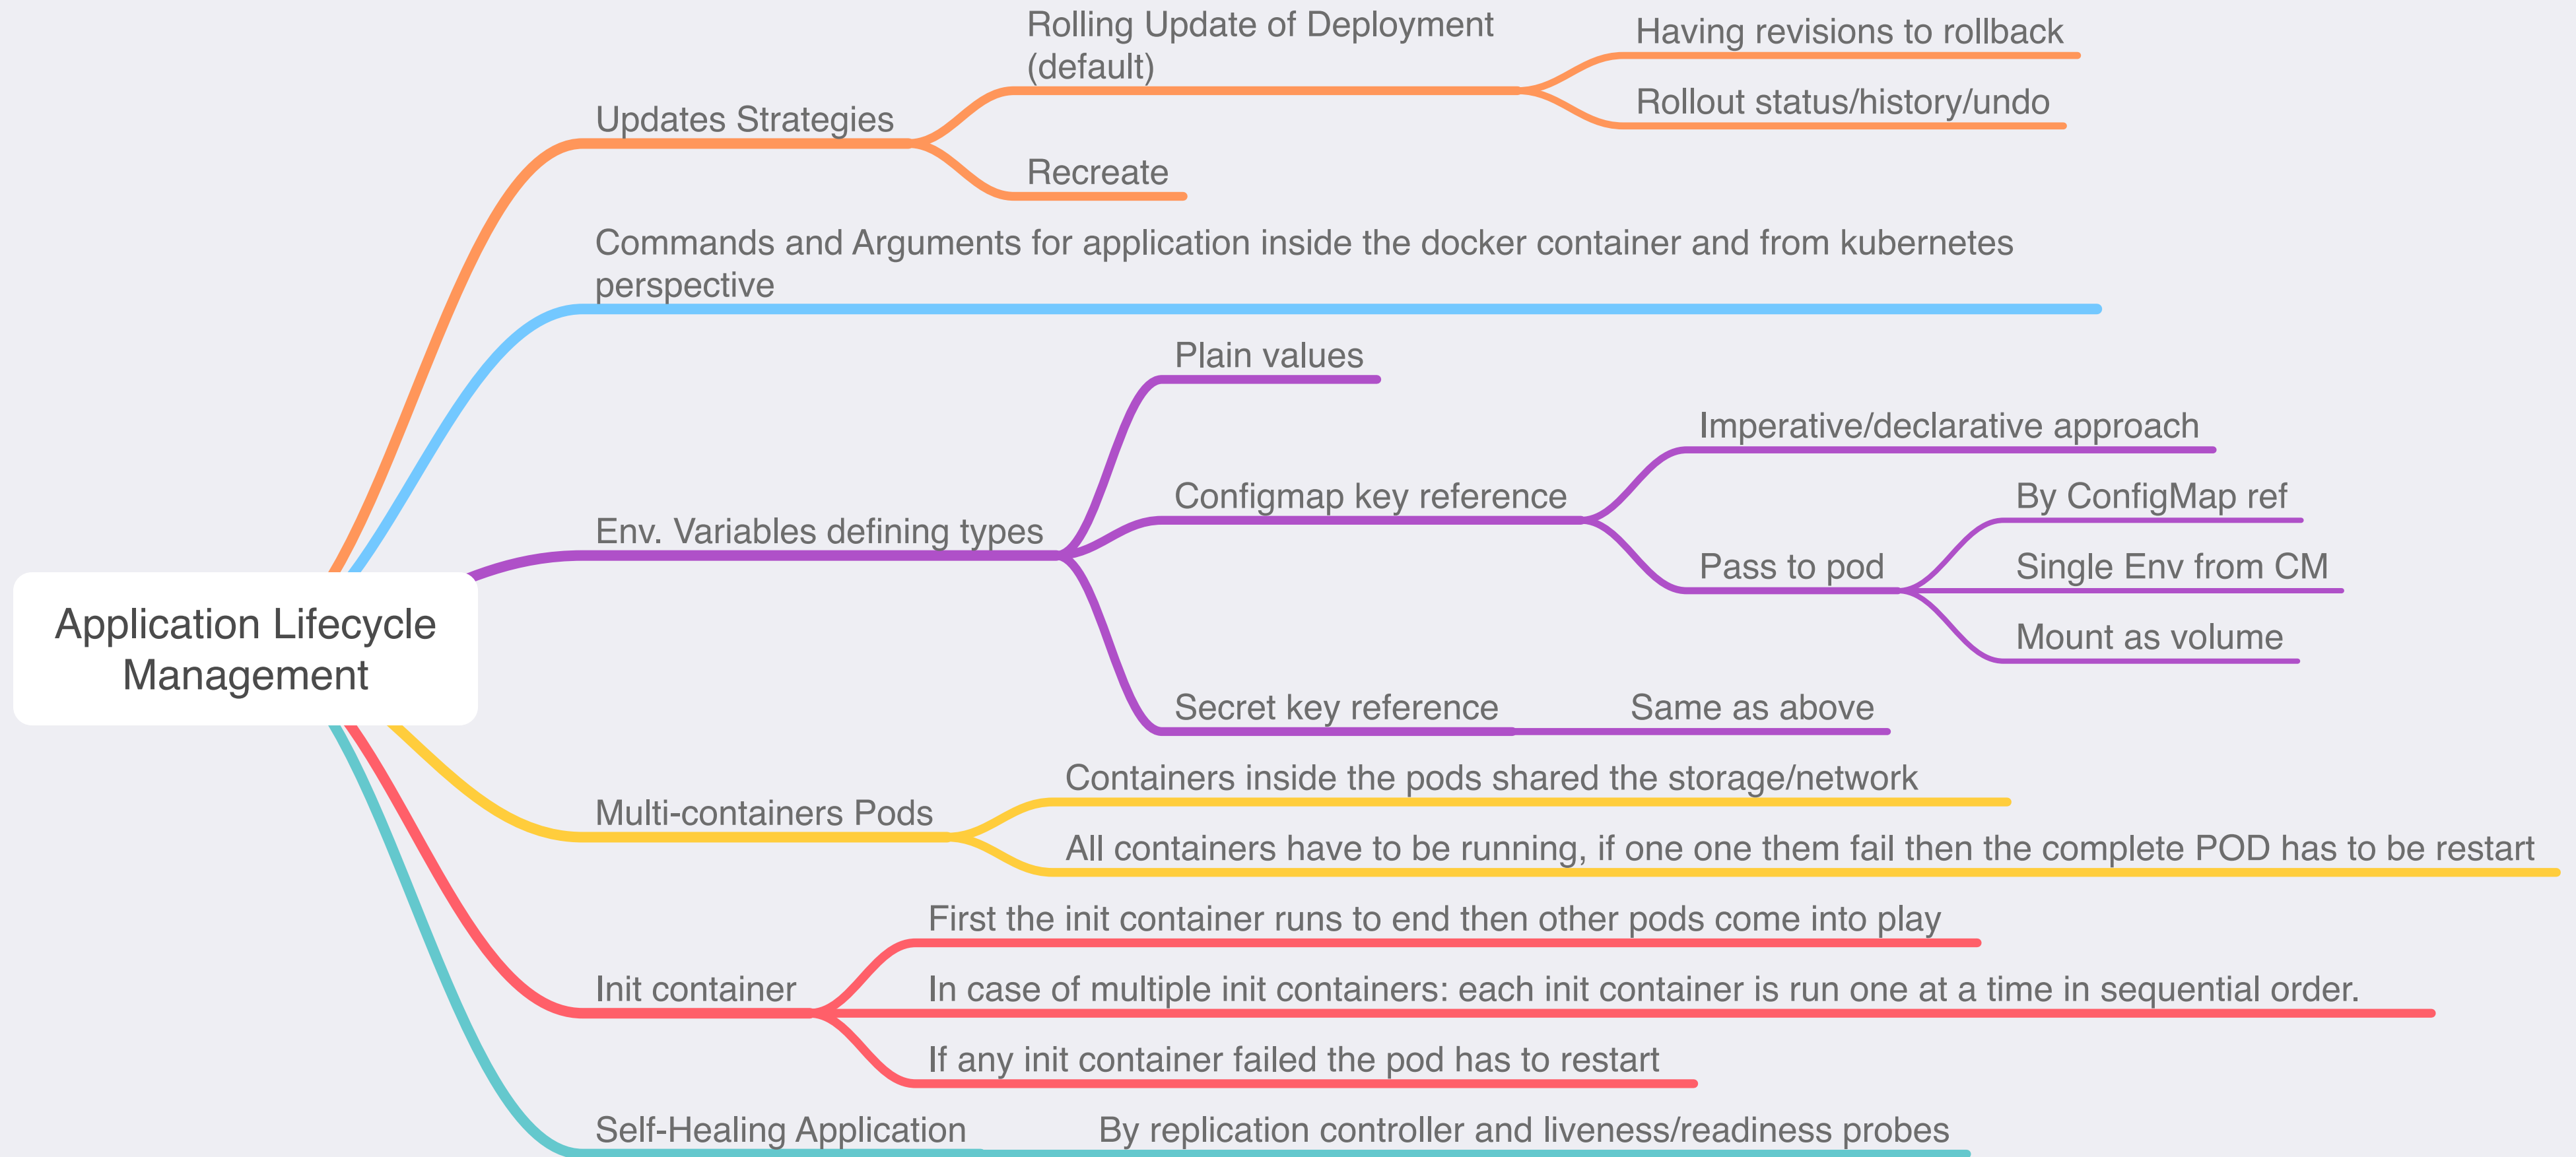 Rolling Update of Deployment
(default)
Having revisions to rollback
Rollout status/history/undo
Updates Strategies
Recreate
Commands and Arguments for application inside the docker container and from kubernetes
perspective
Plain values
Imperative/declarative approach
Configmap key reference
By ConfigMap ref
Env. Variables defining types
Pass to pod
Single Env from CM
Mount as volume
Application Lifecycle
Management
Secret key reference
Same as above
Containers inside the pods shared the storage/network
Multi-containers Pods
All containers have to be running, if one one them fail then the complete POD has to be restart
First the init container runs to end then other pods come into play
Init container
In case of multiple init containers: each init container is run one at a time in sequential order.
If any init container failed the pod has to restart
Self-Healing Application
By replication controller and liveness/readiness probes